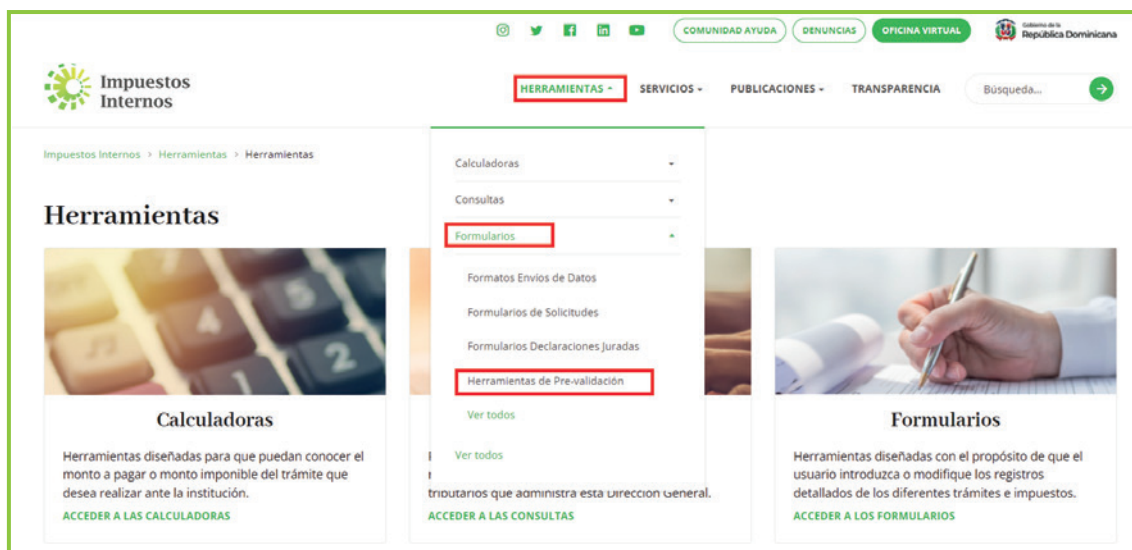 COMUNIDAD AYUDA
DENUNCIAS
OFICINA VIRTUAL
Gobierno de la
República Dominicana
Impuestos
Internos
HERRAMIENTAS
SERVICIOS
PUBLICACIONES
TRANSPARENCIA
Búsqueda...
Impuestos Internos > Herramientas > Herramientas
Herramientas
Calculadoras
Consultas
Formularios
Formatos Envíos de Datos
Formularios de Solicitudes
Formularios Declaraciones Juradas
Herramientas de Pre-validación
Ver todos
Ver todos
Calculadoras
Herramientas diseñadas para que puedan conocer el
monto a pagar o monto imponible del trámite que
desea realizar ante la institución.
ACCEDER A LAS CALCULADORAS
tributarios que administra esta Dirección General.
ACCEDER A LAS CONSULTAS
Formularios
Herramientas diseñadas con el propósito de que el
usuario introduzca o modifique los registros
detallados de los diferentes trámites e impuestos.
ACCEDER A LOS FORMULARIOS